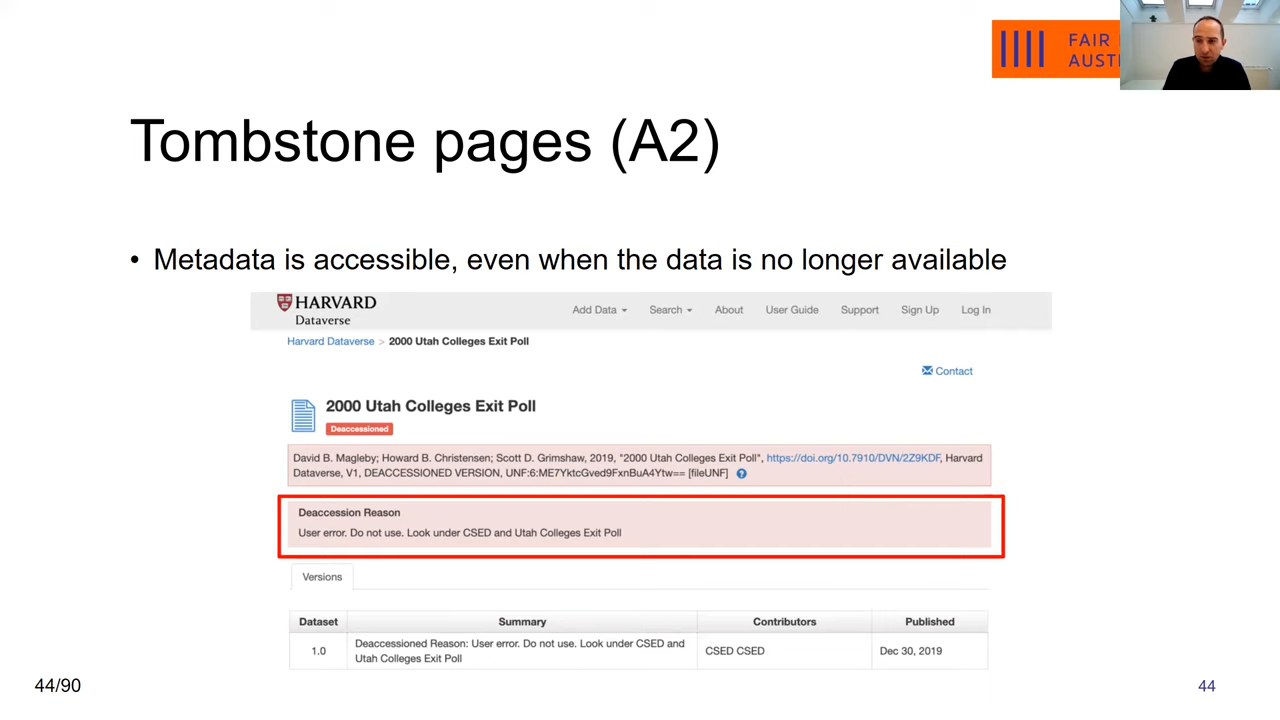 FAIR
AUST
Tombstone pages (A2)
• Metadata is accessible, even when the data is no longer available
HARVARD
Dataverse
Add Data Search About User Guide Support Sign Up Log In
Harvard Dataverse > 2000 Utah Colleges Exit Poll
Contact
2000 Utah Colleges Exit Poll
Deaccessioned
David B. Magleby; Howard B. Christensen; Scott D. Grimshaw, 2019, "2000 Utah Colleges Exit Poll", https://doi.org/10.7910/DVN/2Z9KDF, Harvard
Dataverse, V1, DEACCESSIONED VERSION, UNF:6:ME7YktcGved9FxnBuA4Ytw== [fileUNF] ?
Deaccession Reason
User error. Do not use. Look under CSED and Utah Colleges Exit Poll
Versions
Dataset Summary Contributors Published
1.0 Deaccessioned Reason: User error. Do not use. Look under CSED and
Utah Colleges Exit Poll CSED CSED Dec 30, 2019
44/90
44